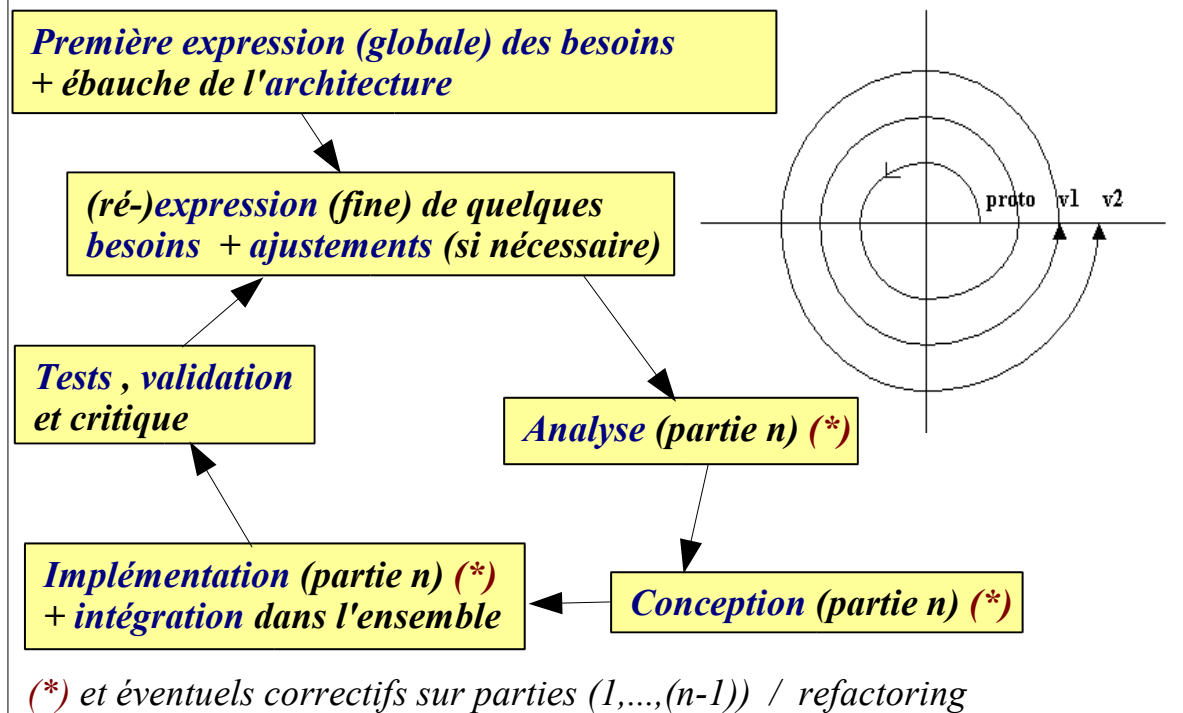 Première expression (globale) des besoins
+ ébauche de l'architecture
proto v1 v2
(ré-)expression (fine) de quelques
besoins + ajustements (si nécessaire)
Tests , validation
et critique
Analyse (partie n) (*)
Implémentation (partie n) (*)
+ intégration dans l'ensemble
Conception (partie n) (*)
(*) et éventuels correctifs sur parties (1,...,(n-1)) / refactoring